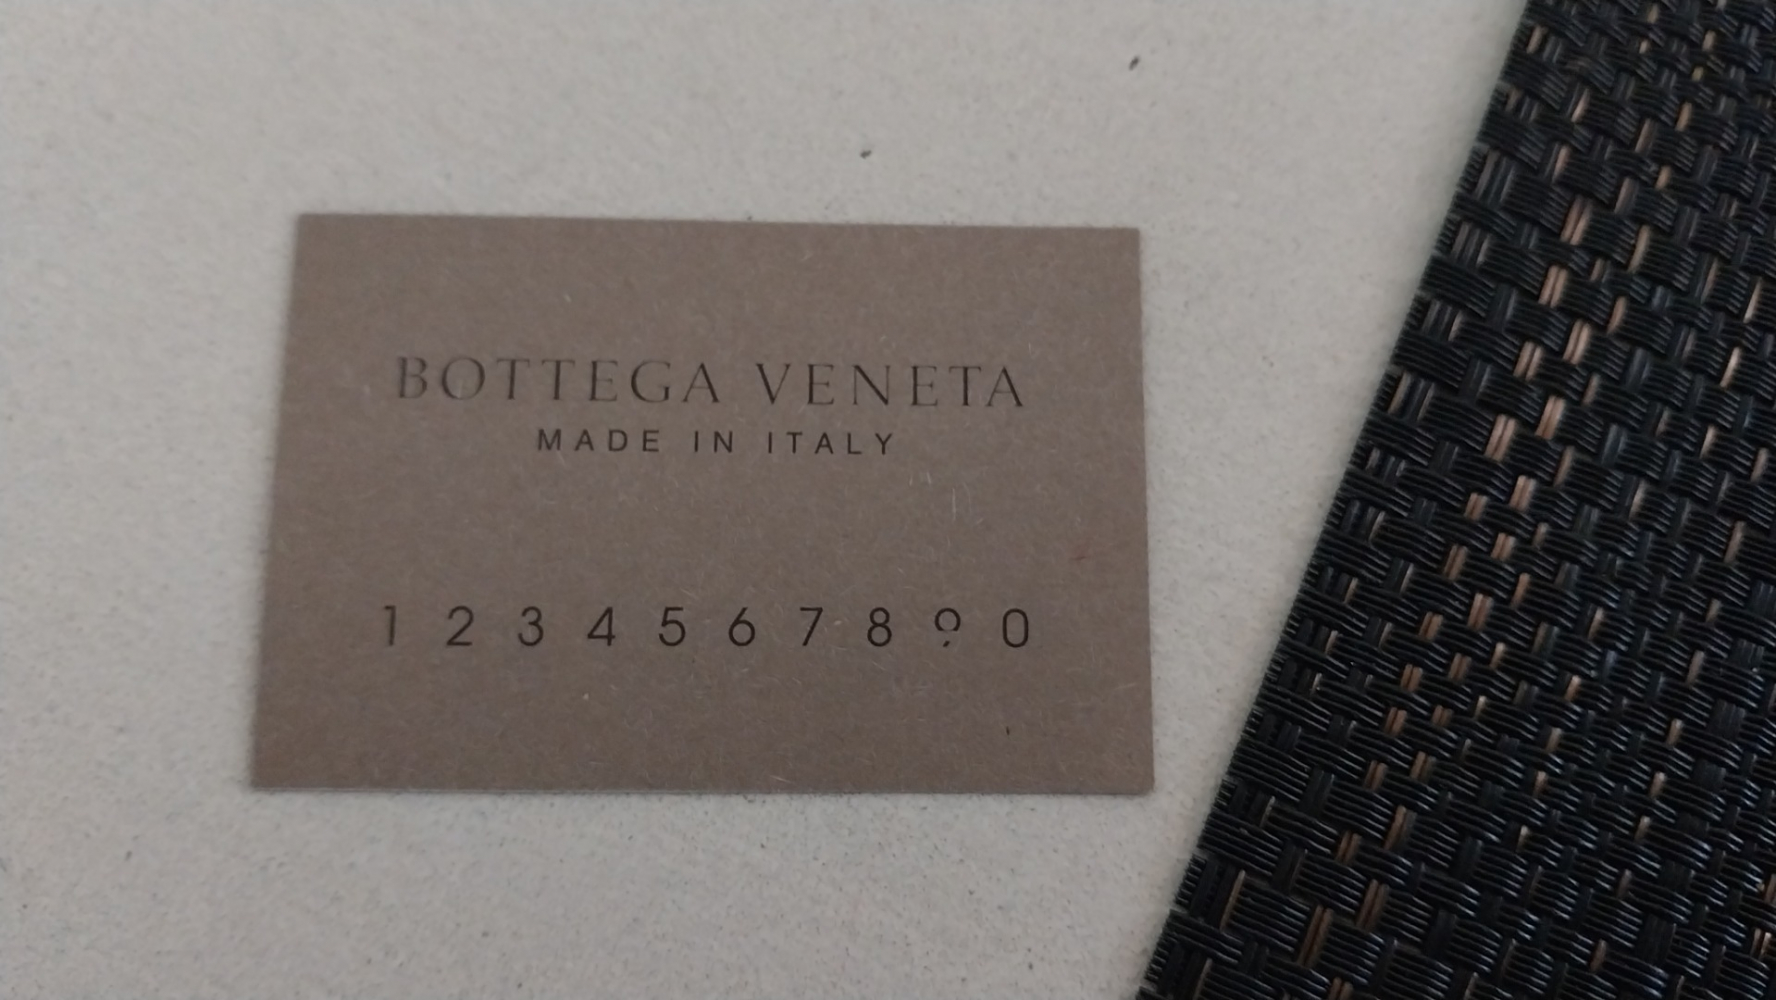 BOTTEGA VENETA
MADE IN ITALY
1 2 3 4 5 6 7 8 9 0